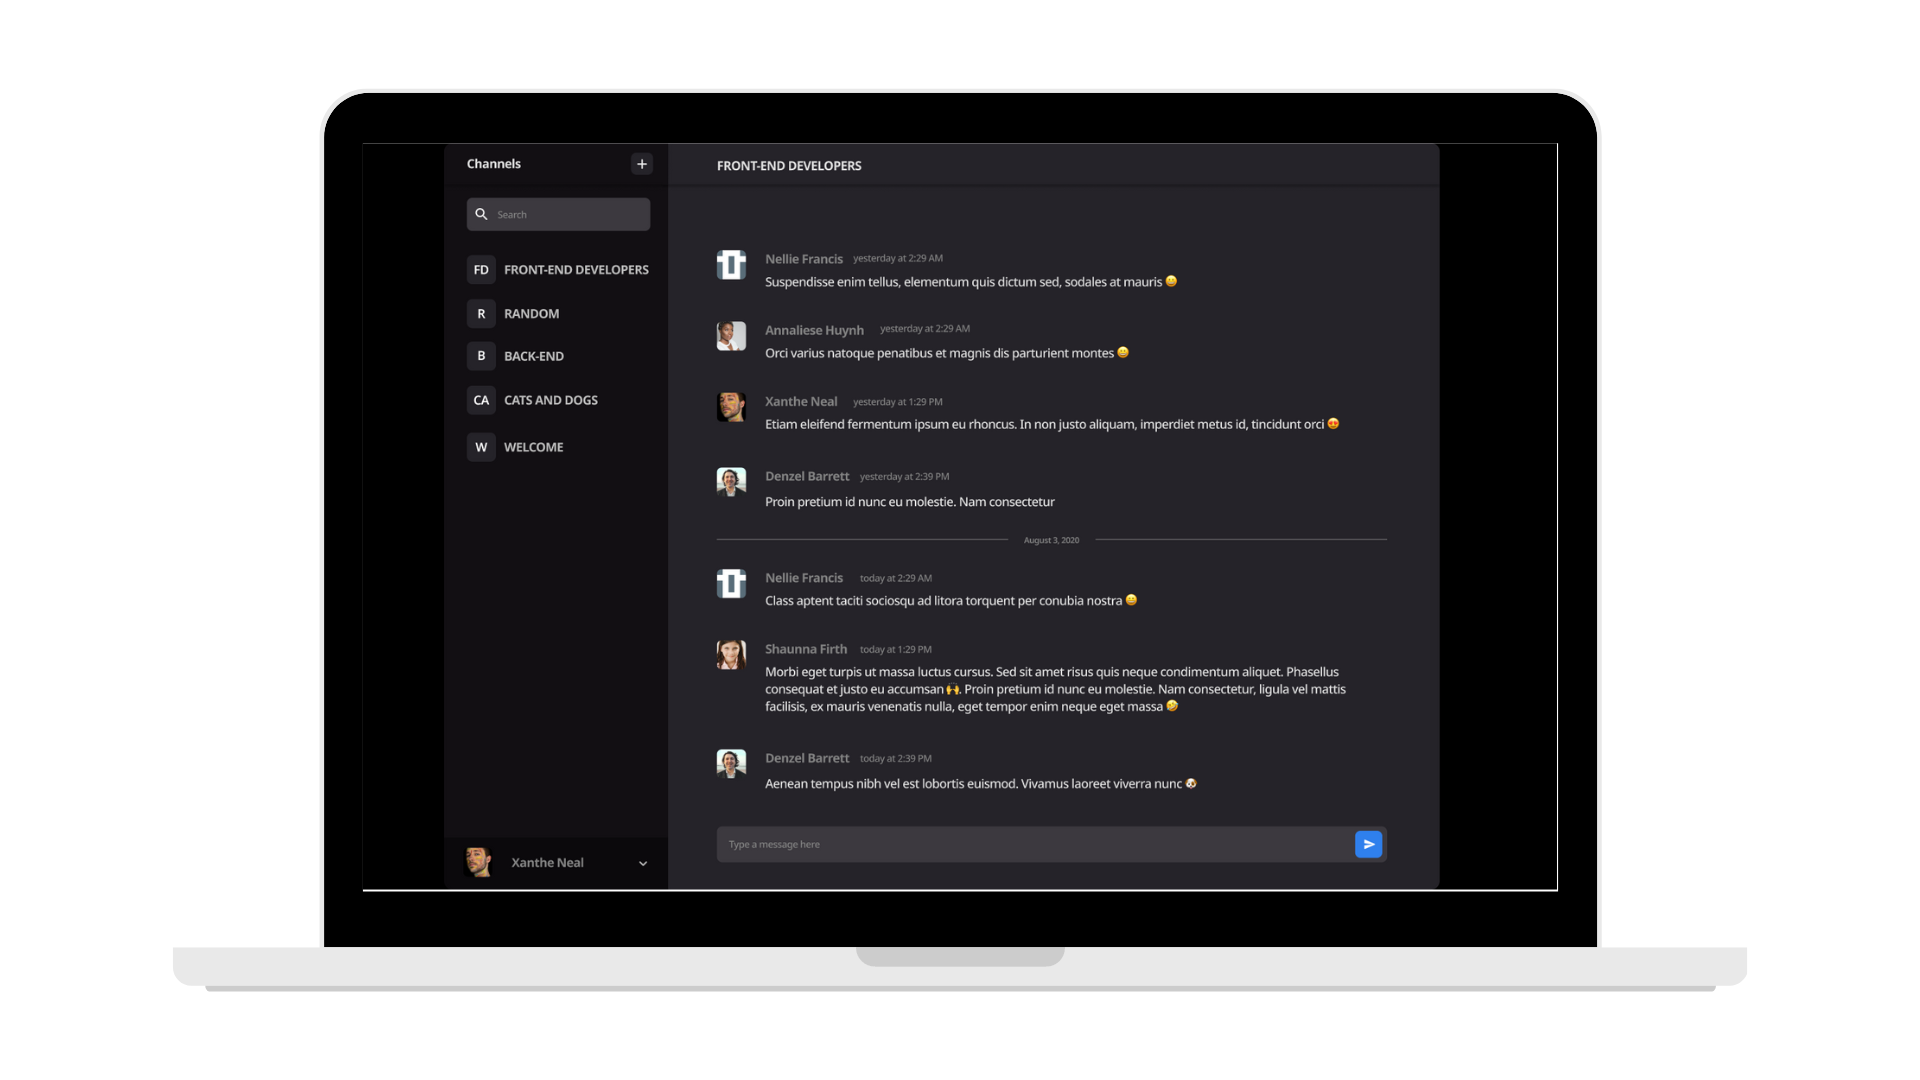 Channels
+
Search
FD FRONT-END DEVELOPERS
R RANDOM
B BACK-END
CA CATS AND DOGS
W WELCOME
Xanthe Neal
FRONT-END DEVELOPERS
Nellie Francis yesterday at 2:29 AM
Suspendisse enim tellus, elementum quis dictum sed, sodales at mauris 😄
Annaliese Huynh yesterday at 2:29 AM
Orci varius natoque penatibus et magnis dis parturient montes 😄
Xanthe Neal yesterday at 1:29 PM
Etiam eleifend fermentum ipsum eu rhoncus. In non justo aliquam, imperdiet metus id, tincidunt orci 😍
Denzel Barrett yesterday at 2:39 PM
Proin pretium id nunc eu molestie. Nam consectetur
August 3, 2020
Nellie Francis today at 2:29 AM
Class aptent taciti sociosqu ad litora torquent per conubia nostra 😊
Shaunna Firth today at 1:29 PM
Morbi eget turpis ut massa luctus cursus. Sed sit amet risus quis neque condimentum aliquet. Phasellus
consequat et justo eu accumsan 🙌. Proin pretium id nunc eu molestie. Nam consectetur, ligula vel mattis
facilisis, ex mauris venenatis nulla, eget tempor enim neque eget massa 🤣
Denzel Barrett today at 2:39 PM
Aenean tempus nibh vel est lobortis euismod. Vivamus laoreet viverra nunc 🐶
Type a message here